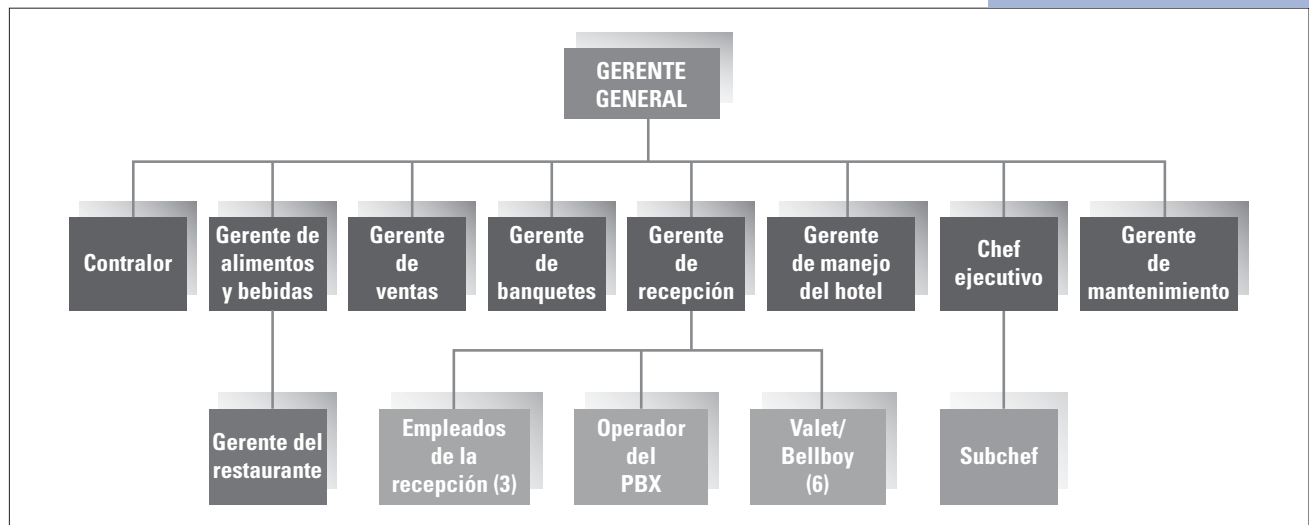 GERENTE
GENERAL
Contralor
Gerente de
alimentos
y bebidas
Gerente
de
ventas
Gerente
de
banquetes
Gerente
de
recepción
Gerente
de manejo
del hotel
Chef
ejecutivo
Gerente
de
mantenimiento
Gerente del
restaurante
Empleados
de la
recepción (3)
Operador
del
PBX
Valet/
Bellboy
(6)
Subchef